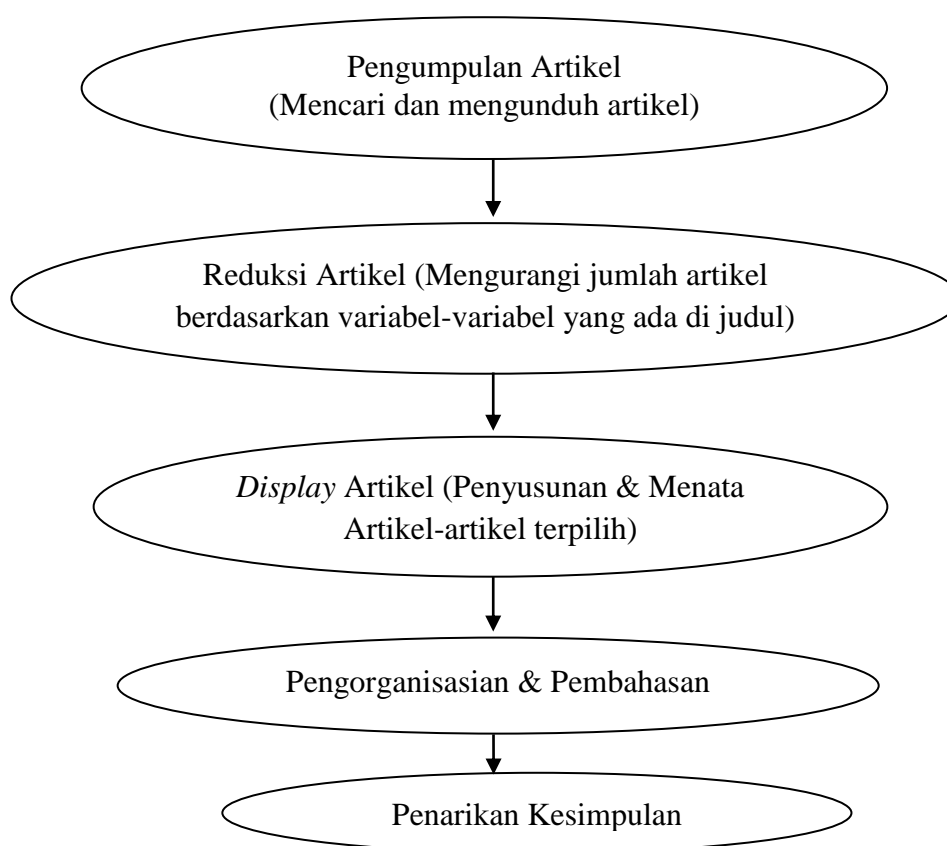 Pengumpulan Artikel
(Mencari dan mengunduh artikel)
Reduksi Artikel (Mengurangi jumlah artikel
berdasarkan variabel-variabel yang ada di judul)
Display Artikel (Penyusunan & Menata
Artikel-artikel terpilih)
Pengorganisasian & Pembahasan
Penarikan Kesimpulan